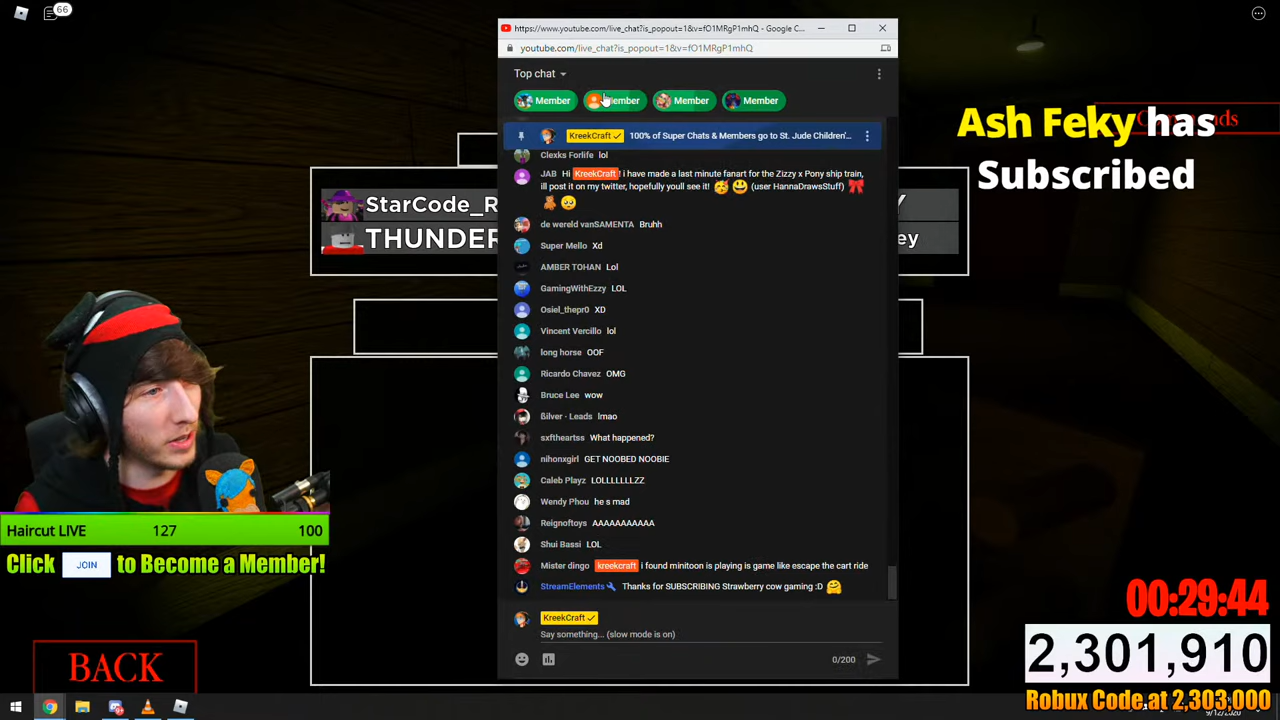 66
https://www.youtube.com/live_chat?is_popout=1&v=fO1MRgP1mhQ - Google C...
youtube.com/live_chat?is_popout=1&v=fO1MRgP1mhQ
Top chat
Member Member Member Member
KreekCraft 100% of Super Chats & Members go to St. Jude Children'...
Clexks Forlife lol
JAB Hi KreekCraft! i have made a last minute fanart for the Zizzy x Pony ship train,
ill post it on my twitter, hopefully youll see it! 🥳 😃 (user HannaDrawsStuff) 🎀
🧸 🥺
de wereld vanSAMENTA Bruhh
Super Mello Xd
AMBER TOHAN Lol
GamingWithEzzy LOL
Osiel_thepr0 XD
Vincent Vercillo lol
long horse OOF
Ricardo Chavez OMG
Bruce Lee wow
ßilver - Leads lmao
sxftheartss What happened?
nihonxgirl GET NOOBED NOOBIE
Caleb Playz LOLLLLLLLZZ
Wendy Phou he s mad
Reignoftoys AAAAAAAAAAA
Shui Bassi LOL
Mister dingo kreekcraft i found minitoon is playing is game like escape the cart ride
StreamElements Thanks for SUBSCRIBING Strawberry cow gaming :D 🤗
KreekCraft
Say something... (slow mode is on)
0/200
Ash Feky has
Subscribed
StarCode_R
THUNDER
ey
Haircut LIVE 127 100
Click JOIN to Become a Member!
BACK
00:29:44
2,301,910
Robux Code at 2,303,000
9/12/2020